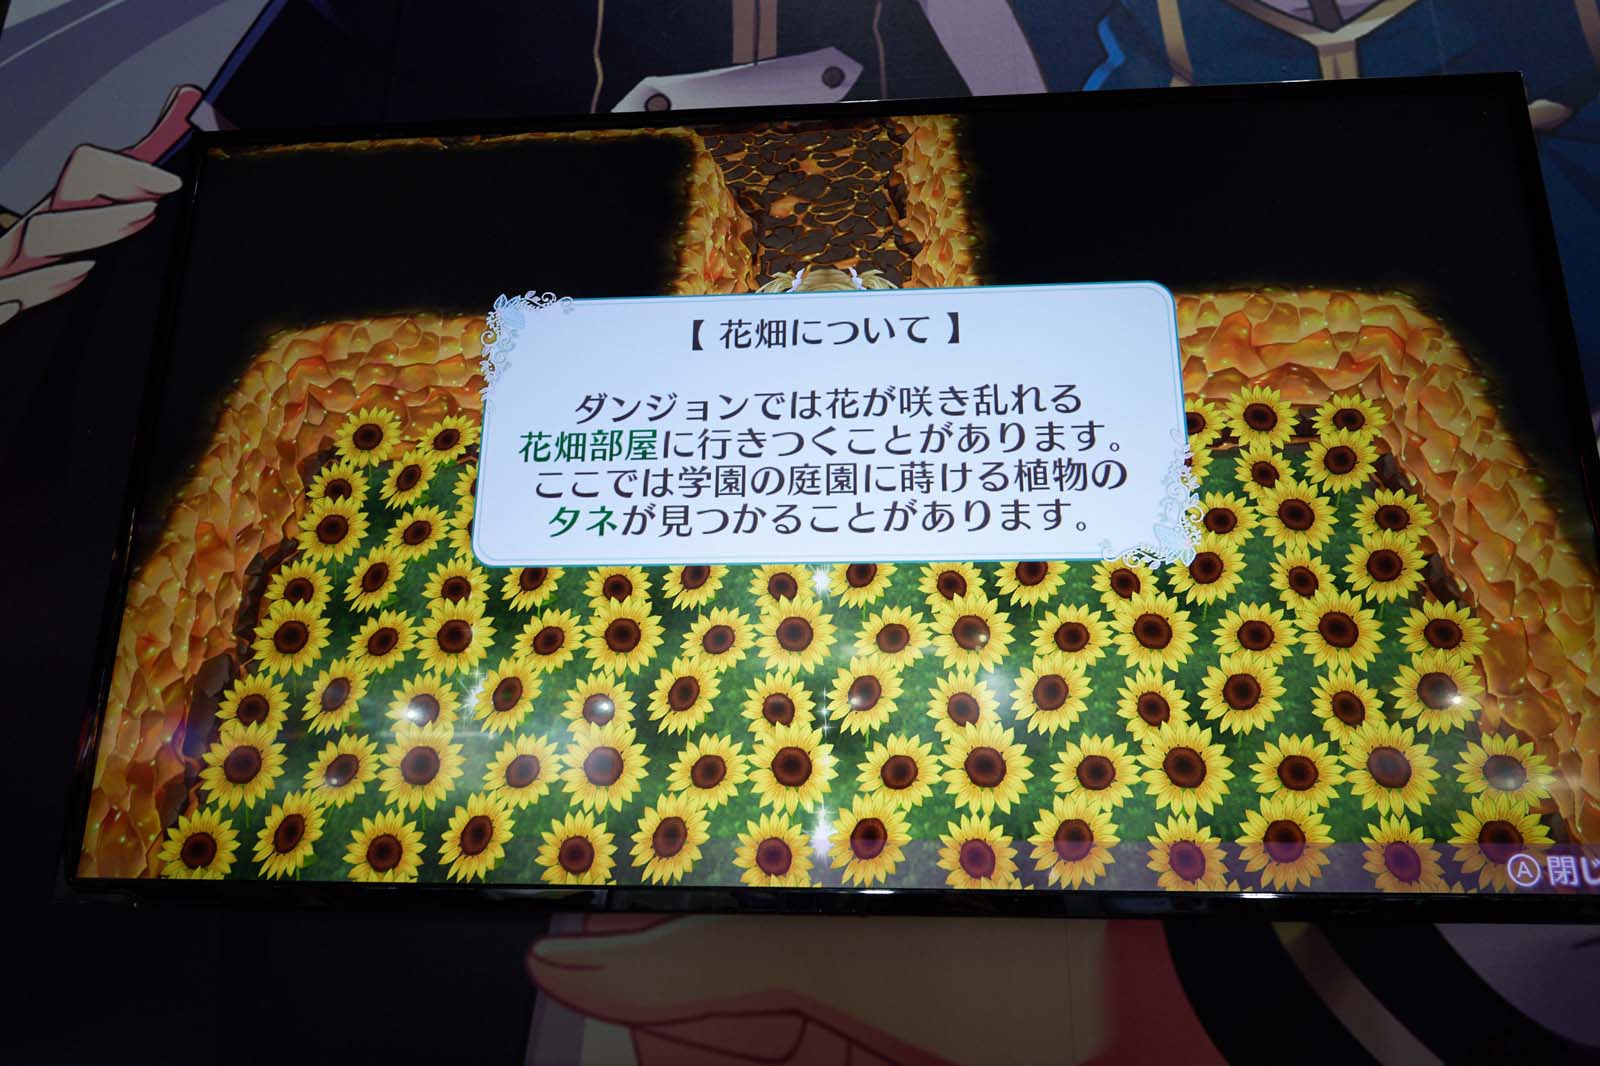 【 花畑について 】
ダンジョンでは花が咲き乱れる
花畑部屋に行きつくことがあります。
ここでは学園の庭園に蒔ける植物の
タネが見つかることがあります。
Ⓐ閉じ